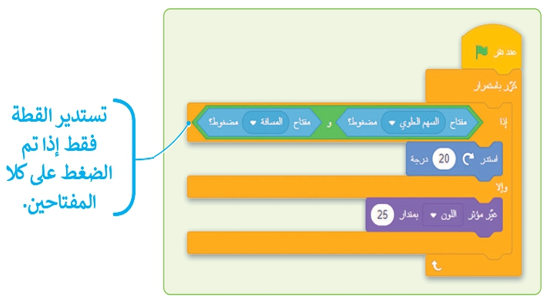 عند نقر
كرِّر باستمرار
إذا مفتاح السهم العلوي مضغوط؟ و مفتاح المسافة مضغوط؟
استدر 20 درجة
وإلا
غيِّر مؤثر اللون بمقدار 25
تستدير القطة
فقط إذا تم
الضغط على كلا
المفتاحين.